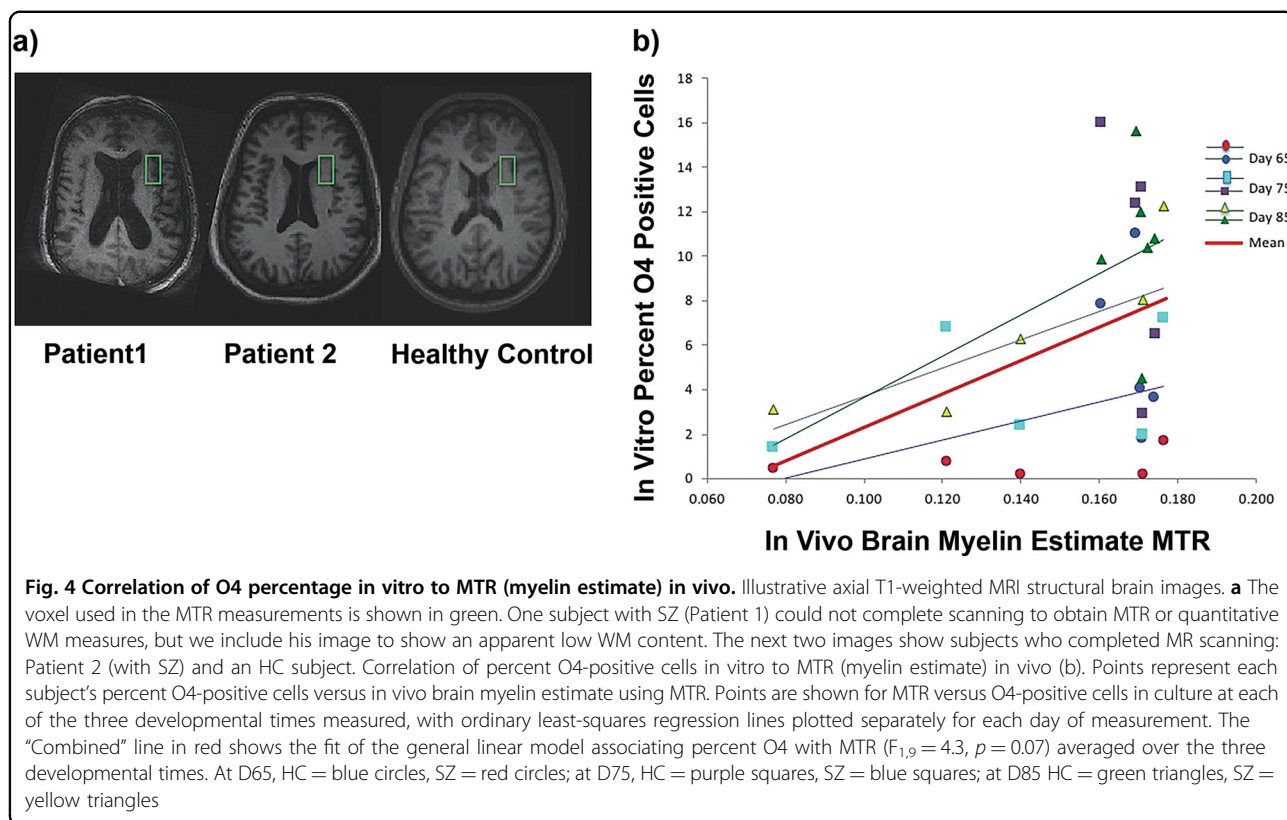 a)
Patient1
Patient 2
Healthy Control
b)
In Vitro Percent O4 Positive Cells
18
16
14
12
10
8
6
4
2
0
0.060
0.080
0.100
0.120
0.140
0.160
0.180
0.200
In Vivo Brain Myelin Estimate MTR
Day 65
Day 75
Day 85
Mean
Fig. 4 Correlation of O4 percentage in vitro to MTR (myelin estimate) in vivo. Illustrative axial T1-weighted MRI structural brain images. a The
voxel used in the MTR measurements is shown in green. One subject with SZ (Patient 1) could not complete scanning to obtain MTR or quantitative
WM measures, but we include his image to show an apparent low WM content. The next two images show subjects who completed MR scanning:
Patient 2 (with SZ) and an HC subject. Correlation of percent O4-positive cells in vitro to MTR (myelin estimate) in vivo (b). Points represent each
subject's percent O4-positive cells versus in vivo brain myelin estimate using MTR. Points are shown for MTR versus O4-positive cells in culture at each
of the three developmental times measured, with ordinary least-squares regression lines plotted separately for each day of measurement. The
“Combined” line in red shows the fit of the general linear model associating percent O4 with MTR (F1,9 = 4.3, p = 0.07) averaged over the three
developmental times. At D65, HC = blue circles, SZ = red circles; at D75, HC = purple squares, SZ = blue squares; at D85 HC = green triangles, SZ =
yellow triangles